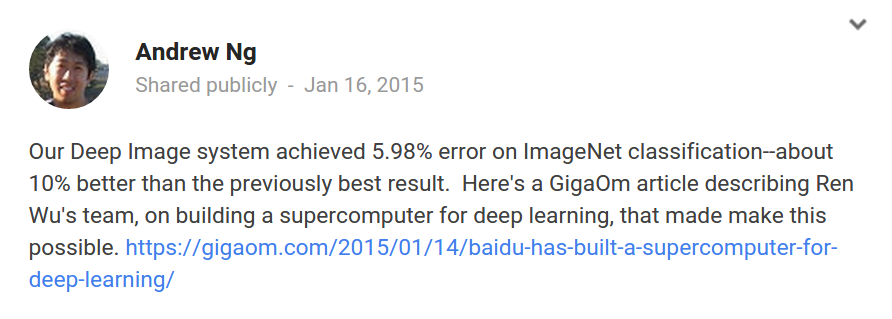 Andrew Ng
Shared publicly - Jan 16, 2015
Our Deep Image system achieved 5.98% error on ImageNet classification--about
10% better than the previously best result.  Here's a GigaOm article describing Ren
Wu's team, on building a supercomputer for deep learning, that made make this
possible. https://gigaom.com/2015/01/14/baidu-has-built-a-supercomputer-for-
deep-learning/